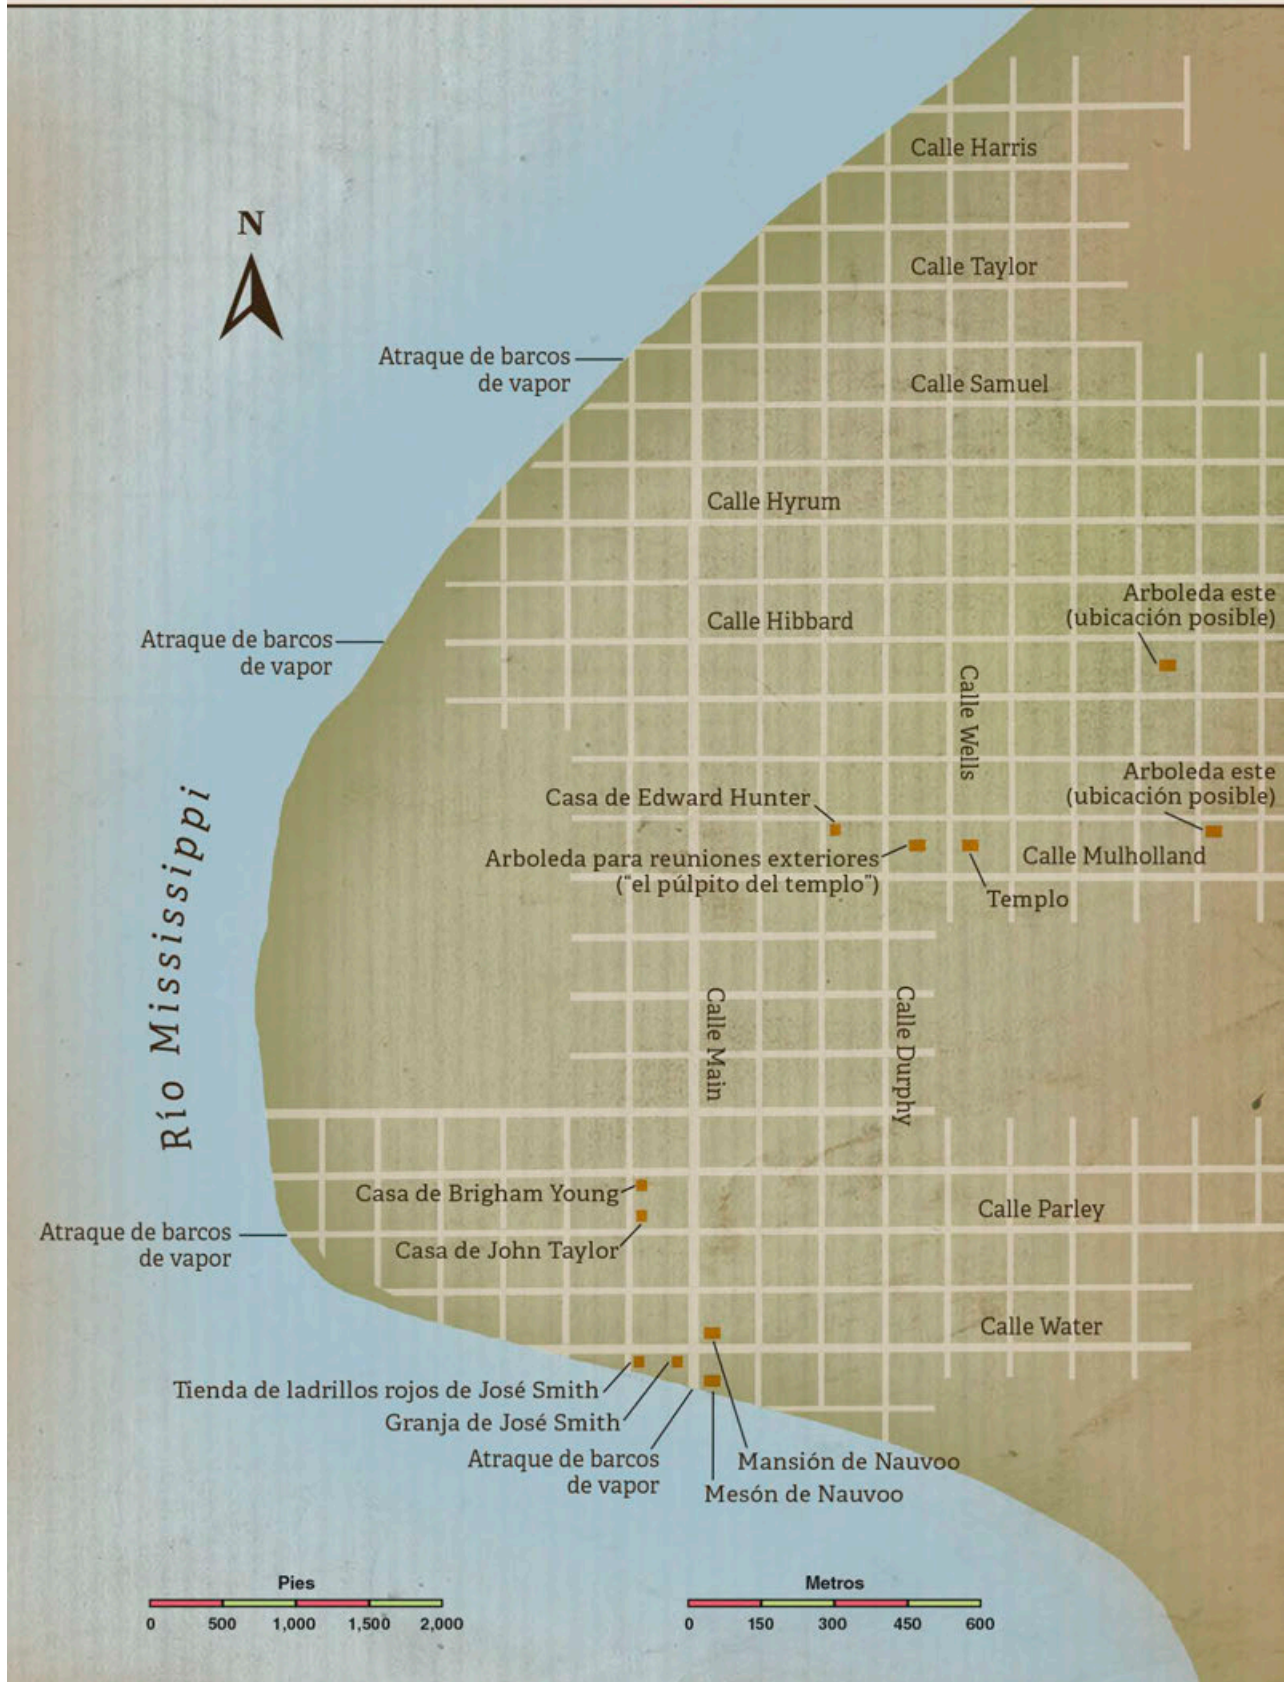 Calle Harris
N
Calle Taylor
Atraque de barcos
de vapor
Calle Samuel
Calle Hyrum
Arboleda este
(ubicación posible)
Calle Hibbard
Atraque de barcos
de vapor
Calle Wells
Arboleda este
(ubicación posible)
Casa de Edward Hunter
Río Mississippi
Arboleda para reuniones exteriores
("el púlpito del templo")
Calle Mulholland
Templo
Calle Main
Calle Durphy
Casa de Brigham Young
Calle Parley
Atraque de barcos
de vapor
Casa de John Taylor
Calle Water
Tienda de ladrillos rojos de José Smith
Granja de José Smith
Atraque de barcos
de vapor
Mansión de Nauvoo
Mesón de Nauvoo
Pies
0 500 1,000 1,500 2,000
Metros
0 150 300 450 600